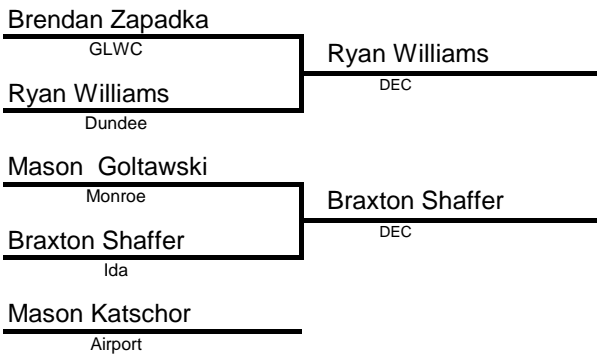 Brendan Zapadka
GLWC
Ryan Williams
DEC
Ryan Williams
Dundee
Mason  Goltawski
Monroe
Braxton Shaffer
DEC
Braxton Shaffer
Ida
Mason Katschor
Airport